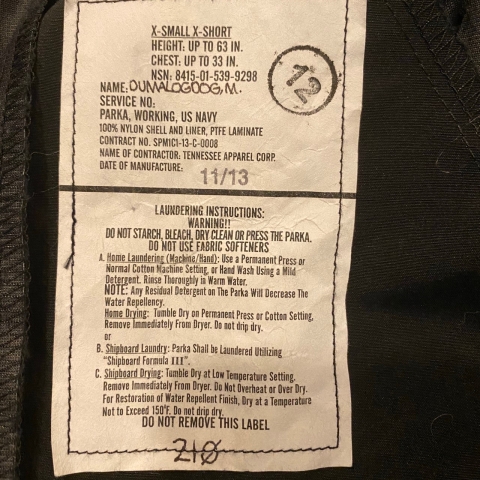 X-SMALL X-SHORT
HEIGHT: UP TO 63 IN.
CHEST: UP TO 33 IN.
NSN: 8415-01-539-9298
12
NAME: DUMALOGDOG, M.
SERVICE NO:
PARKA, WORKING, US NAVY
100% NYLON SHELL AND LINER, PTFE LAMINATE
CONTRACT NO. SPM1C1-13-C-0008
NAME OF CONTRACTOR: TENNESSEE APPAREL CORP.
DATE OF MANUFACTURE: 11/13
LAUNDERING INSTRUCTIONS:
WARNING!!
DO NOT STARCH, BLEACH, DRY CLEAN OR PRESS THE PARKA.
DO NOT USE FABRIC SOFTENERS
A. Home Laundering (Machine/Hand): Use a Permanent Press or
Normal Cotton Machine Setting, or Hand Wash Using a Mild
Detergent. Rinse Thoroughly in Warm Water.
NOTE: Any Residual Detergent on The Parka Will Decrease The
Water Repellency.
Home Drying: Tumble Dry on Permanent Press or Cotton Setting,
Remove Immediately From Dryer. Do not drip dry.
or
B. Shipboard Laundry: Parka Shall be Laundered Utilizing
"Shipboard Formula III".
C. Shipboard Drying: Tumble Dry at Low Temperature Setting.
Remove Immediately From Dryer. Do Not Overheat or Over Dry.
For Restoration of Water Repellent Finish, Dry at a Temperature
Not to Exceed 150°F. Do not drip dry.
DO NOT REMOVE THIS LABEL
210